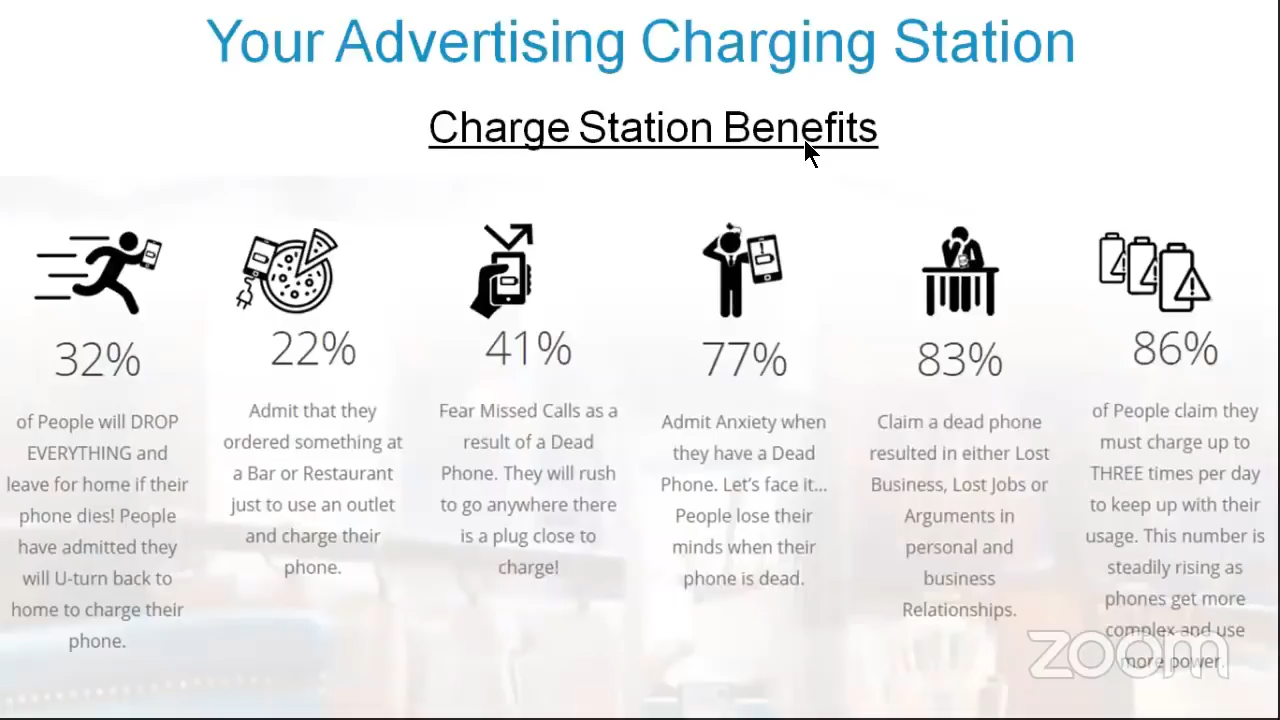 Your Advertising Charging Station
Charge Station Benefits
32%
of People will DROP
EVERYTHING and
leave for home if their
phone dies! People
have admitted they
will U-turn back to
home to charge their
phone.
22%
Admit that they
ordered something at
a Bar or Restaurant
just to use an outlet
and charge their
phone.
41%
Fear Missed Calls as a
result of a Dead
Phone. They will rush
to go anywhere there
is a plug close to
charge!
77%
Admit Anxiety when
they have a Dead
Phone. Let's face it...
People lose their
minds when their
phone is dead.
83%
Claim a dead phone
resulted in either Lost
Business, Lost Jobs or
Arguments in
personal and
business
Relationships.
86%
of People claim they
must charge up to
THREE times per day
to keep up with their
usage. This number is
steadily rising as
phones get more
complex and use
more power.
zoom